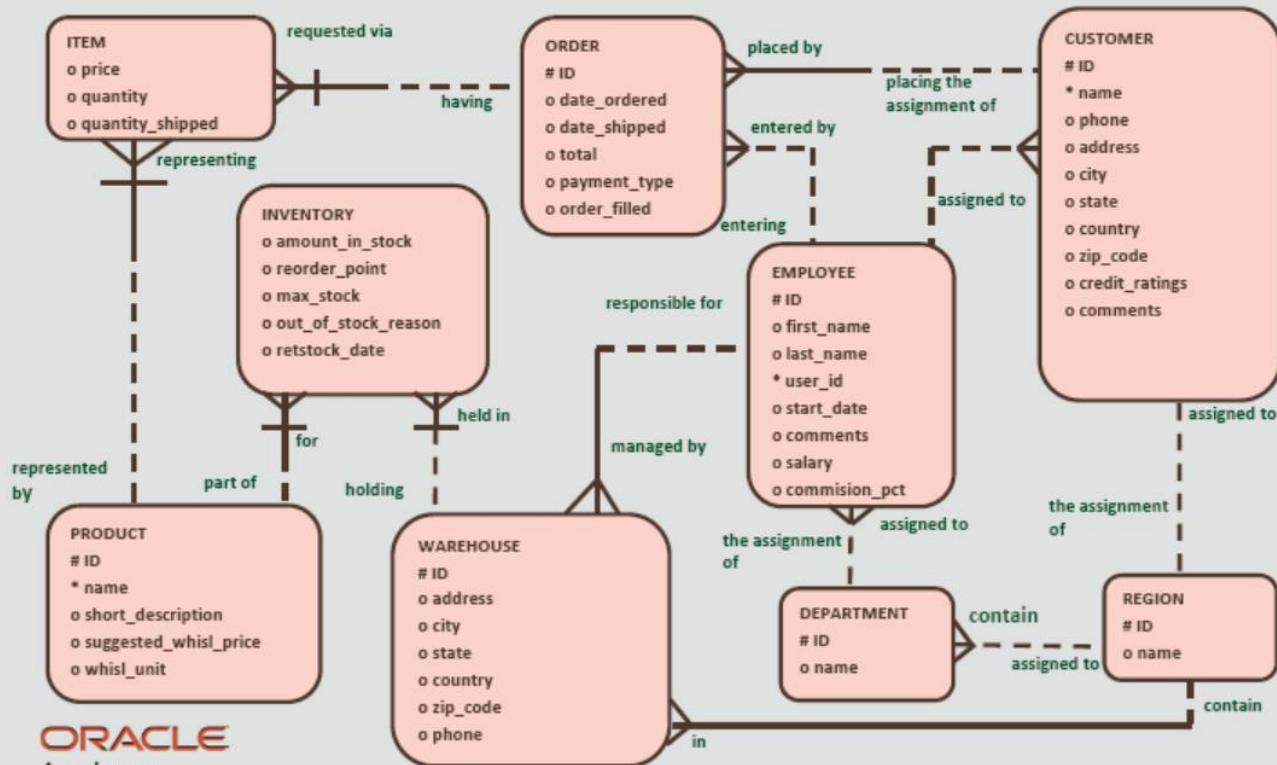 ITEM
o price
o quantity
o quantity_shipped
requested via
having
representing
ORDER
# ID
o date_ordered
o date_shipped
o total
o payment_type
o order_filled
placed by
placing the
assignment of
entered by
entering
CUSTOMER
# ID
* name
o phone
o address
o city
o state
o country
o zip_code
o credit_ratings
o comments
assigned to
INVENTORY
o amount_in_stock
o reorder_point
o max_stock
o out_of_stock_reason
o retstock_date
EMPLOYEE
# ID
o first_name
o last_name
* user_id
o start_date
o comments
o salary
o commision_pct
responsible for
managed by
held in
for
represented
by
part of
holding
assigned to
the assignment
of
assigned to
the assignment
of
PRODUCT
# ID
* name
o short_description
o suggested_whisl_price
o whisl_unit
WAREHOUSE
# ID
o address
o city
o state
o country
o zip_code
o phone
DEPARTMENT
# ID
o name
contain
assigned to
REGION
# ID
o name
contain
in
ORACLE